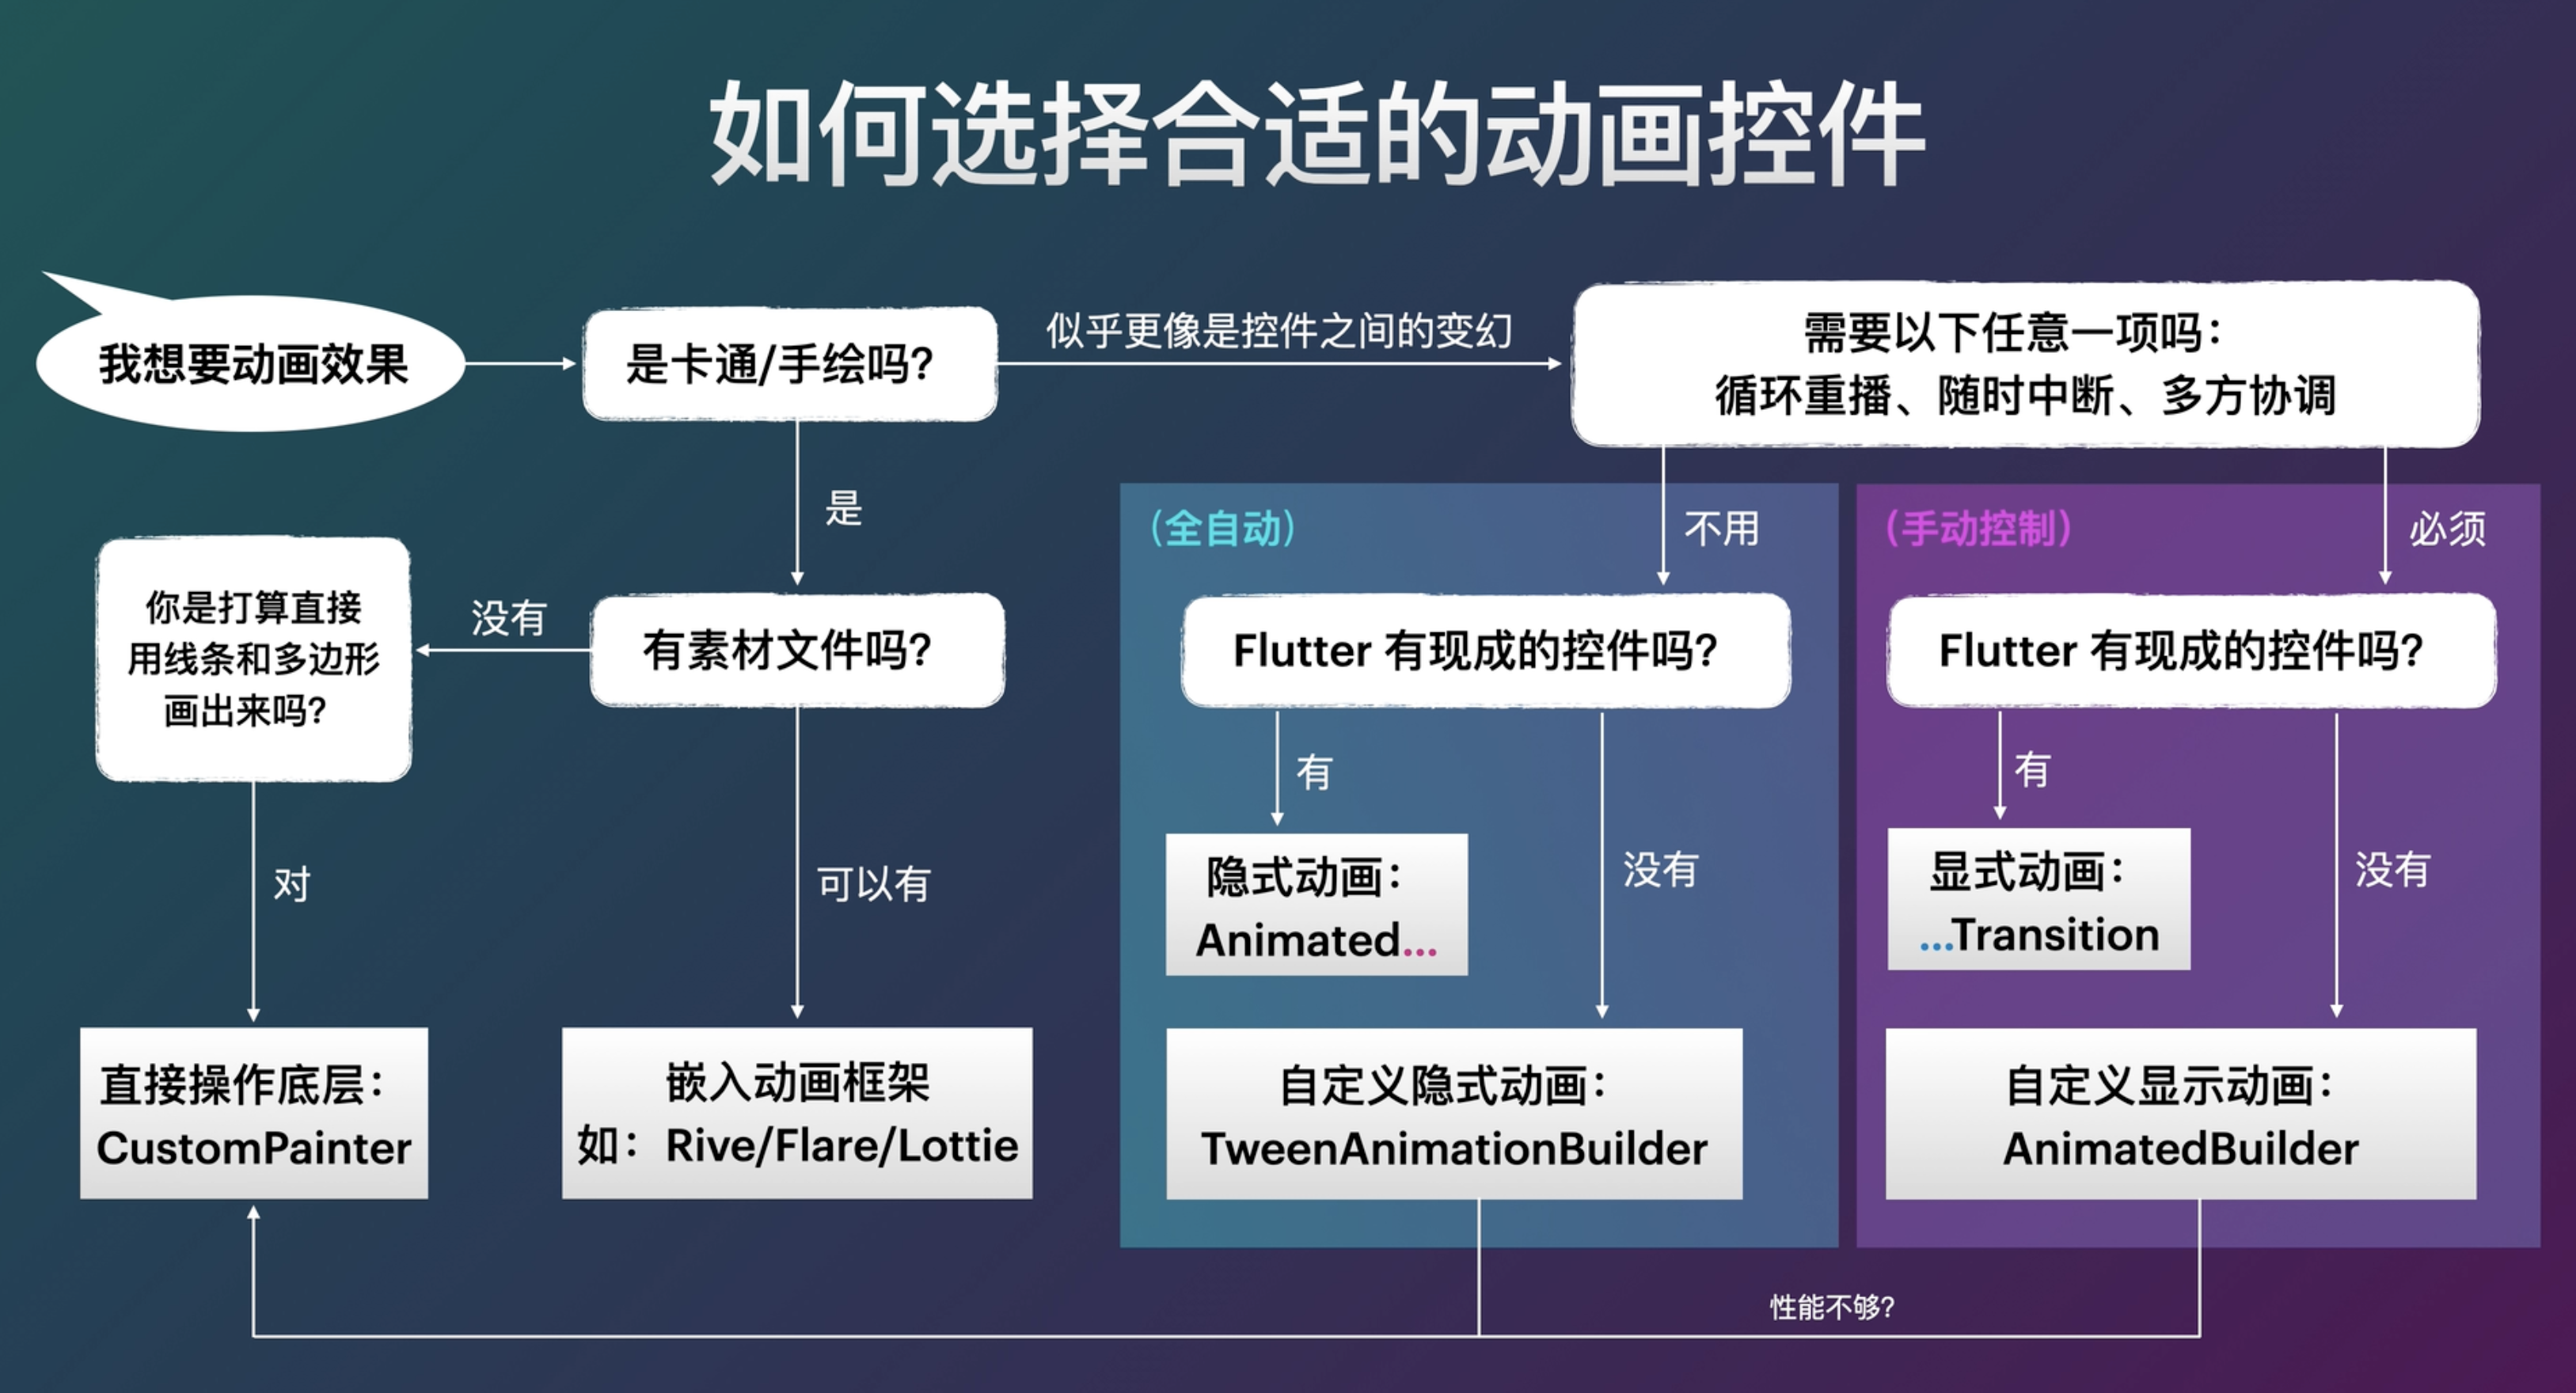 如何选择合适的动画控件
我想要动画效果
是卡通/手绘吗?
似乎更像是控件之间的变幻
需要以下任意一项吗：
循环重播、随时中断、多方协调
是
(全自动)
不用
(手动控制)
必须
你是打算直接
用线条和多边形
画出来吗?
没有
有素材文件吗?
Flutter 有现成的控件吗?
Flutter 有现成的控件吗?
对
可以有
有
隐式动画：
Animated...
没有
有
显式动画：
...Transition
没有
直接操作底层：
CustomPainter
嵌入动画框架
如：Rive/Flare/Lottie
自定义隐式动画：
TweenAnimationBuilder
自定义显示动画：
AnimatedBuilder
性能不够?